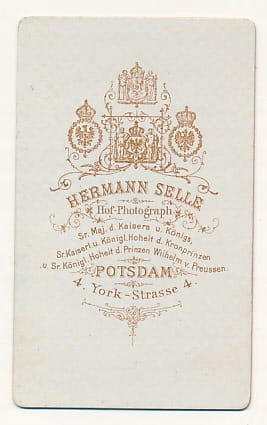 HERMANN SELLE
Hof-Photograph
Sr. Maj. d. Kaisers u. Königs,
Sr. Kaiserl. u. Königl. Hoheit d. Kronprinzen
u. Sr. Königl. Hoheit d. Prinzen Wilhelm v. Preussen.
POTSDAM
4. York-Strasse 4.